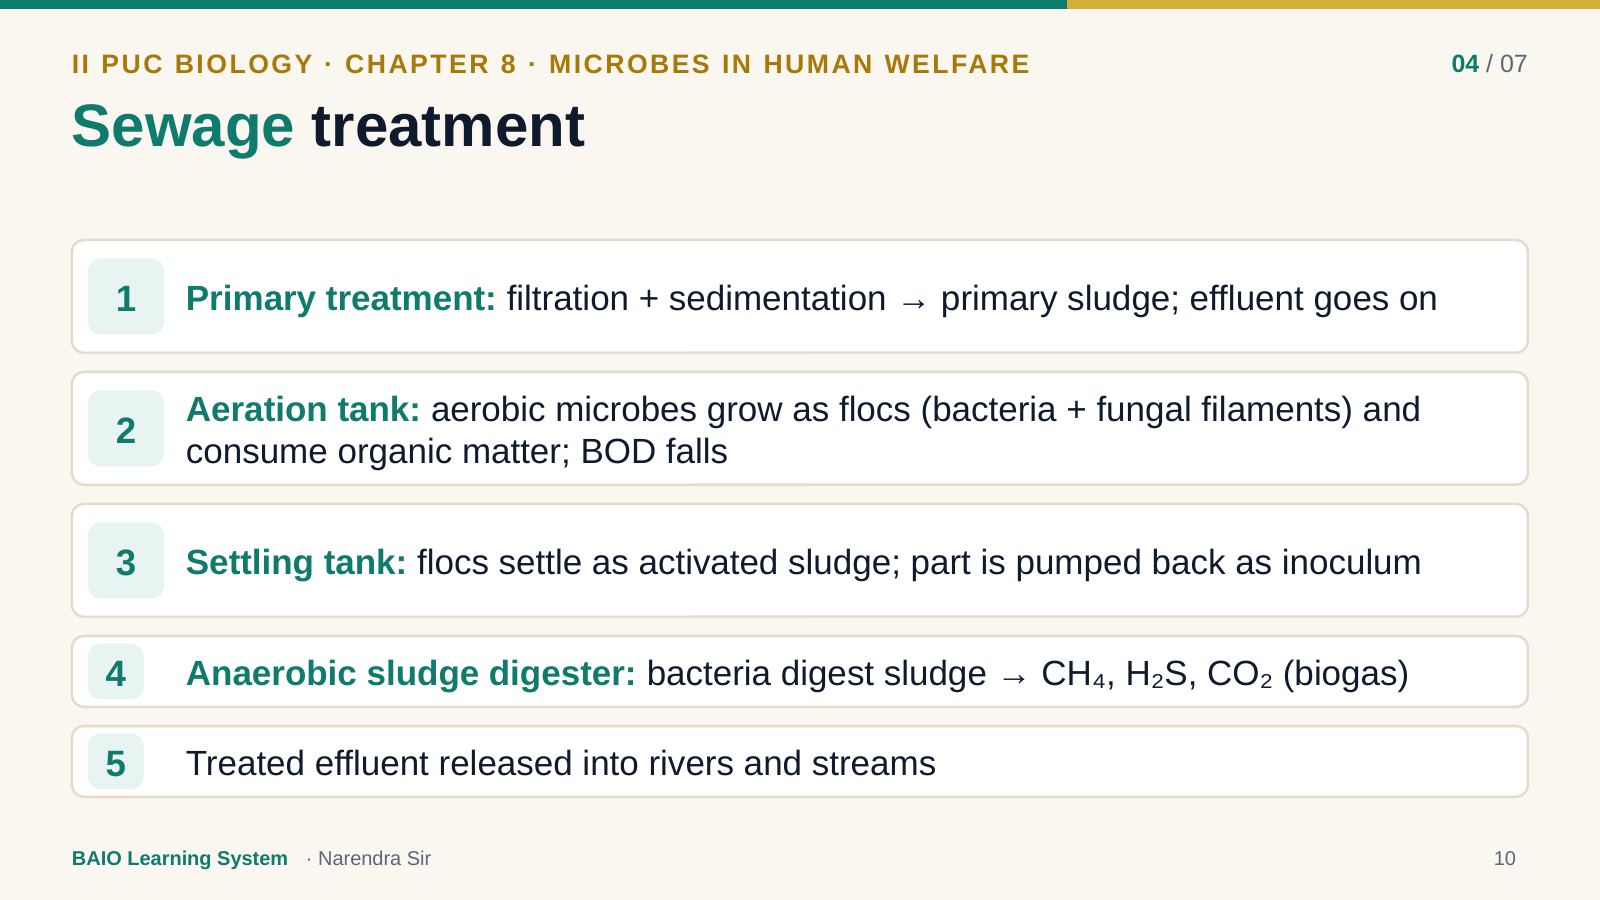 II PUC BIOLOGY · CHAPTER 8 · MICROBES IN HUMAN WELFARE
04 / 07
Sewage treatment
1
Primary treatment: filtration + sedimentation → primary sludge; effluent goes on
2
Aeration tank: aerobic microbes grow as flocs (bacteria + fungal filaments) and
consume organic matter; BOD falls
3
Settling tank: flocs settle as activated sludge; part is pumped back as inoculum
4
Anaerobic sludge digester: bacteria digest sludge → CH₄, H₂S, CO₂ (biogas)
5
Treated effluent released into rivers and streams
BAIO Learning System · Narendra Sir
10